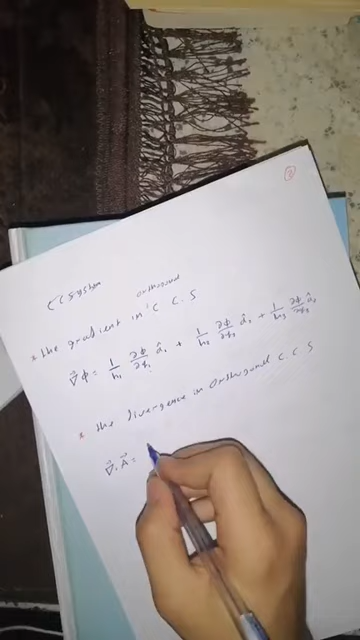 2
C C System
orthogonal
* The gradient in C C.S
∇⃗ Φ = 1/h₁ ∂Φ/∂q₁ â₁ + 1/h₂ ∂Φ/∂q₂ â₂ + 1/h₃ ∂Φ/∂q₃ â₃
* The Divergence in Orthogonal C.C.S
∇⃗ . A⃗ =